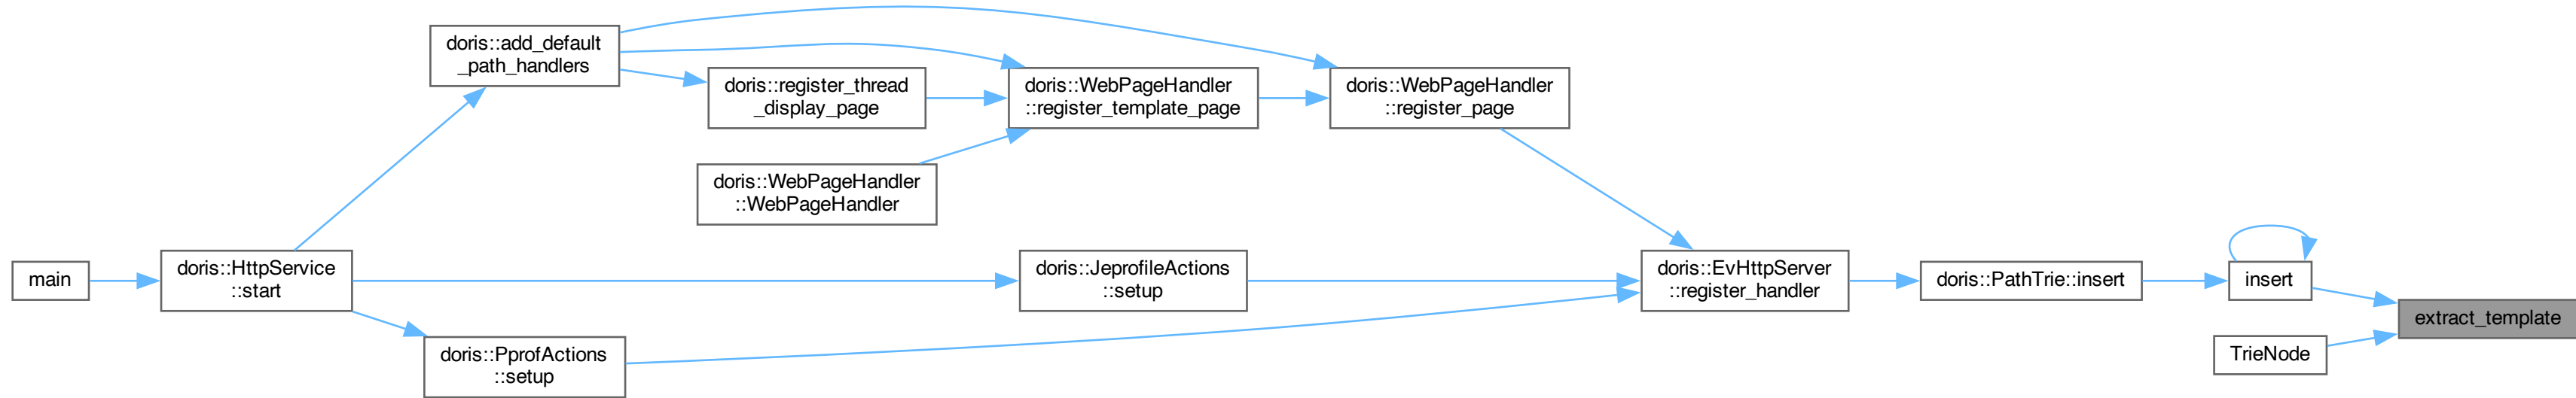 doris::add_default
_path_handlers
doris::register_thread
_display_page
doris::WebPageHandler
::register_template_page
doris::WebPageHandler
::register_page
doris::WebPageHandler
::WebPageHandler
main
doris::HttpService
::start
doris::JeprofileActions
::setup
doris::EvHttpServer
::register_handler
doris::PathTrie::insert
insert
extract_template
doris::PprofActions
::setup
TrieNode